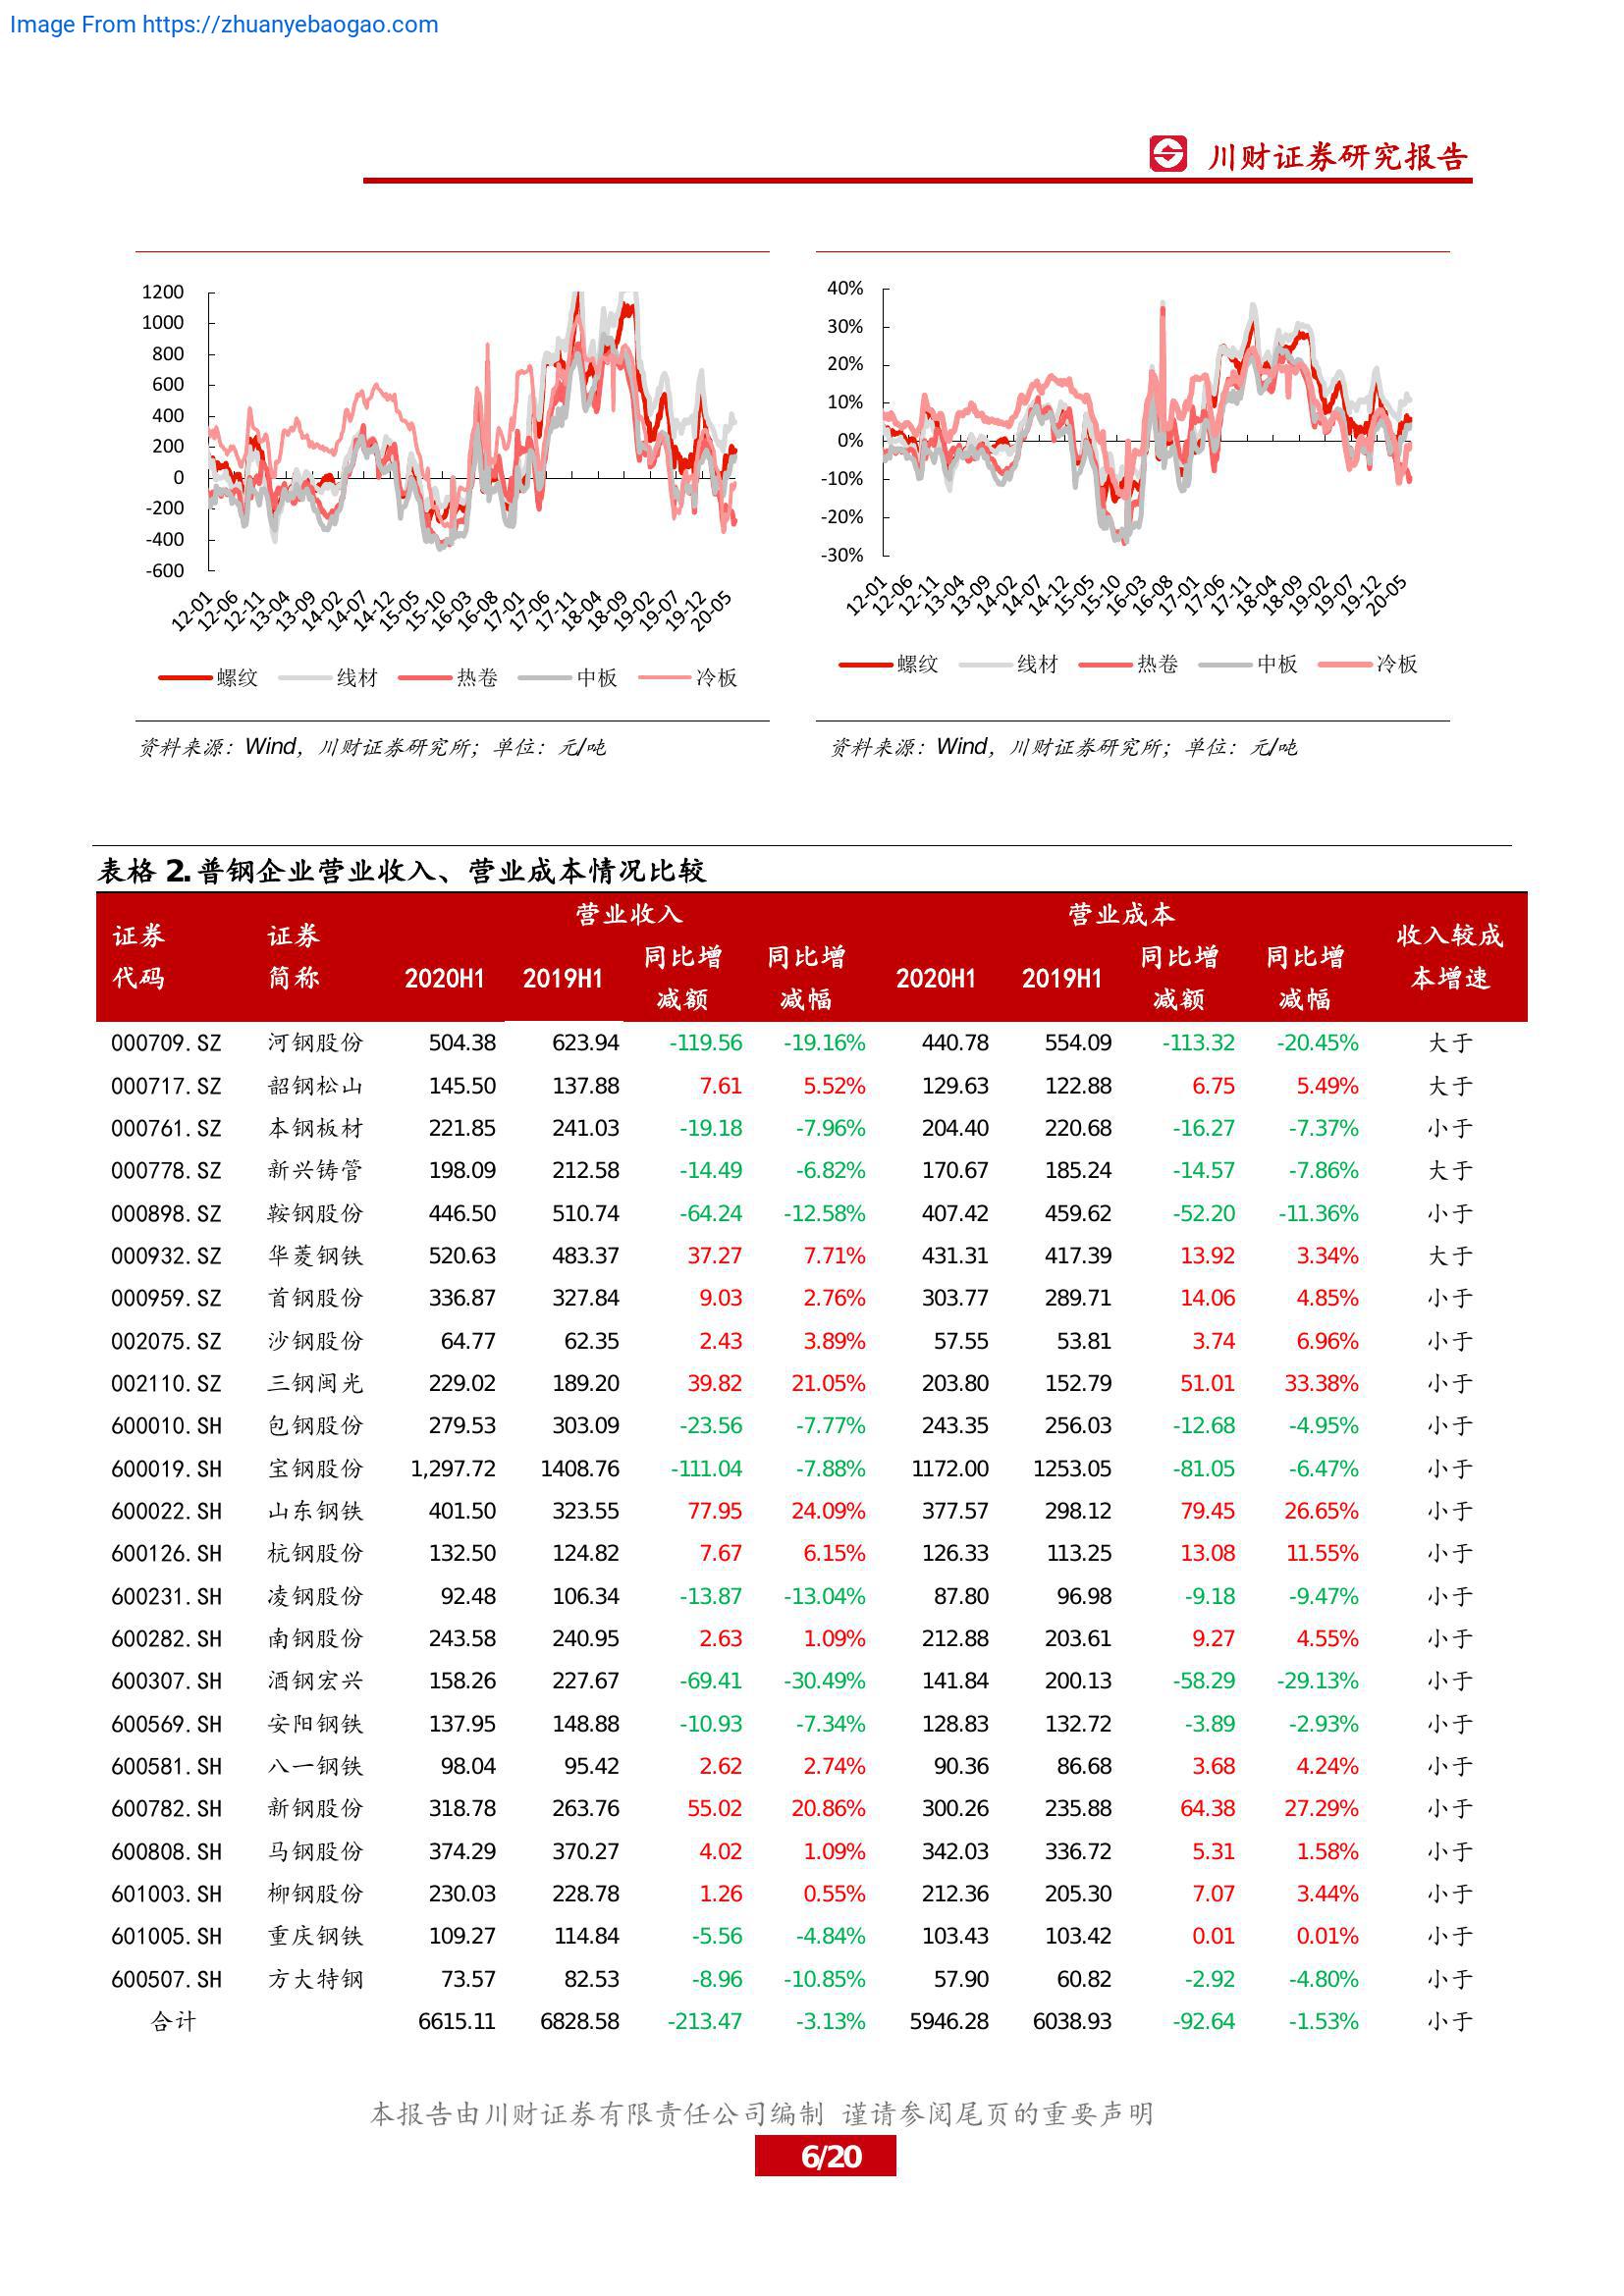 Image From https://zhuanyebaogao.com
川财证券研究报告
1200
1000
800
600
400
200
0
-200
-400
-600
12-01 12-06 12-11 13-04 13-09 14-02 14-07 14-12 15-05 15-10 16-03 16-08 17-01 17-06 17-11 18-04 18-09 19-02 19-07 19-12 20-05
螺纹 线材 热卷 中板 冷板
资料来源：Wind，川财证券研究所；单位：元/吨
40%
30%
20%
10%
0%
-10%
-20%
-30%
12-01 12-06 12-11 13-04 13-09 14-02 14-07 14-12 15-05 15-10 16-03 16-08 17-01 17-06 17-11 18-04 18-09 19-02 19-07 19-12 20-05
螺纹 线材 热卷 中板 冷板
资料来源：Wind，川财证券研究所；单位：元/吨
表格 2. 普钢企业营业收入、营业成本情况比较
营业收入 营业成本
证券 证券 同比增 同比增 同比增 同比增 收入较成
代码 简称 2020H1 2019H1 减额 减幅 2020H1 2019H1 减额 减幅 本增速
000709.SZ 河钢股份 504.38 623.94 -119.56 -19.16% 440.78 554.09 -113.32 -20.45% 大于
000717.SZ 韶钢松山 145.50 137.88 7.61 5.52% 129.63 122.88 6.75 5.49% 大于
000761.SZ 本钢板材 221.85 241.03 -19.18 -7.96% 204.40 220.68 -16.27 -7.37% 小于
000778.SZ 新兴铸管 198.09 212.58 -14.49 -6.82% 170.67 185.24 -14.57 -7.86% 大于
000898.SZ 鞍钢股份 446.50 510.74 -64.24 -12.58% 407.42 459.62 -52.20 -11.36% 小于
000932.SZ 华菱钢铁 520.63 483.37 37.27 7.71% 431.31 417.39 13.92 3.34% 大于
000959.SZ 首钢股份 336.87 327.84 9.03 2.76% 303.77 289.71 14.06 4.85% 小于
002075.SZ 沙钢股份 64.77 62.35 2.43 3.89% 57.55 53.81 3.74 6.96% 小于
002110.SZ 三钢闽光 229.02 189.20 39.82 21.05% 203.80 152.79 51.01 33.38% 小于
600010.SH 包钢股份 279.53 303.09 -23.56 -7.77% 243.35 256.03 -12.68 -4.95% 小于
600019.SH 宝钢股份 1,297.72 1408.76 -111.04 -7.88% 1172.00 1253.05 -81.05 -6.47% 小于
600022.SH 山东钢铁 401.50 323.55 77.95 24.09% 377.57 298.12 79.45 26.65% 小于
600126.SH 杭钢股份 132.50 124.82 7.67 6.15% 126.33 113.25 13.08 11.55% 小于
600231.SH 凌钢股份 92.48 106.34 -13.87 -13.04% 87.80 96.98 -9.18 -9.47% 小于
600282.SH 南钢股份 243.58 240.95 2.63 1.09% 212.88 203.61 9.27 4.55% 小于
600307.SH 酒钢宏兴 158.26 227.67 -69.41 -30.49% 141.84 200.13 -58.29 -29.13% 小于
600569.SH 安阳钢铁 137.95 148.88 -10.93 -7.34% 128.83 132.72 -3.89 -2.93% 小于
600581.SH 八一钢铁 98.04 95.42 2.62 2.74% 90.36 86.68 3.68 4.24% 小于
600782.SH 新钢股份 318.78 263.76 55.02 20.86% 300.26 235.88 64.38 27.29% 小于
600808.SH 马钢股份 374.29 370.27 4.02 1.09% 342.03 336.72 5.31 1.58% 小于
601003.SH 柳钢股份 230.03 228.78 1.26 0.55% 212.36 205.30 7.07 3.44% 小于
601005.SH 重庆钢铁 109.27 114.84 -5.56 -4.84% 103.43 103.42 0.01 0.01% 小于
600507.SH 方大特钢 73.57 82.53 -8.96 -10.85% 57.90 60.82 -2.92 -4.80% 小于
合计 6615.11 6828.58 -213.47 -3.13% 5946.28 6038.93 -92.64 -1.53% 小于
本报告由川财证券有限责任公司编制 谨请参阅尾页的重要声明
6/20